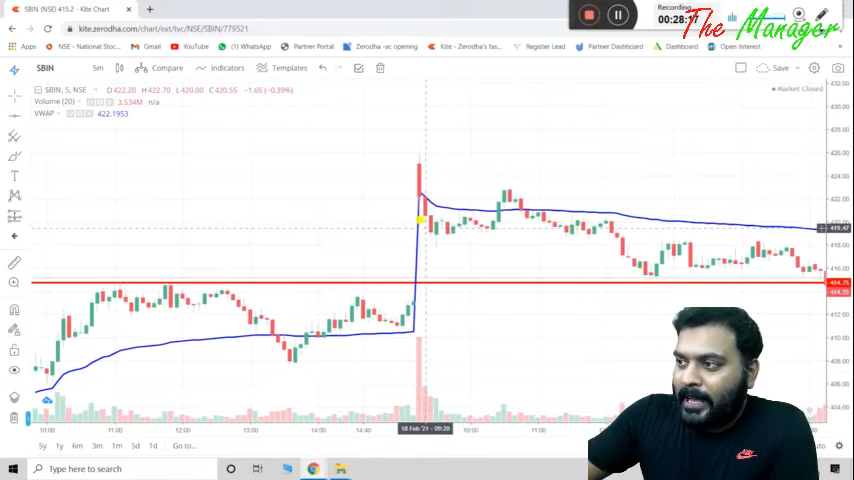 SBIN (NSE) 415.2 - Kite Chart
Recording
00:28:17
The Manager
kite.zerodha.com/chart/ext/tvc/NSE/SBIN/779521
Apps NSE - National Stoc... Gmail YouTube (1) WhatsApp Partner Portal Zerodha -ac opening Kite - Zerodha's fas... Register Lead Partner Dashboard Dashboard Open Interest
SBIN 5m Compare Indicators Templates Save
SBIN, 5, NSE O 422.20 H 422.70 L 420.00 C 420.55 -1.65 (-0.39%)
Market Closed
Volume (20) 3.534M n/a
VWAP 422.1953
432.00
430.00
428.00
426.00
424.00
422.00
420.00
419.47
418.00
416.00
414.75
414.55
412.00
410.00
408.00
406.00
404.00
11:00 12:00 13:00 14:00 14:40 18 Feb '21 - 09:20 10:00 11:00
5y 1y 6m 3m 1m 5d 1d Go to...
Type here to search